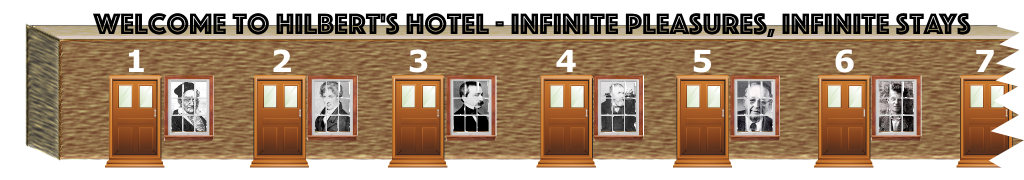 WELCOME TO HILBERT'S HOTEL - INFINITE PLEASURES, INFINITE STAYS
1 2 3 4 5 6 7